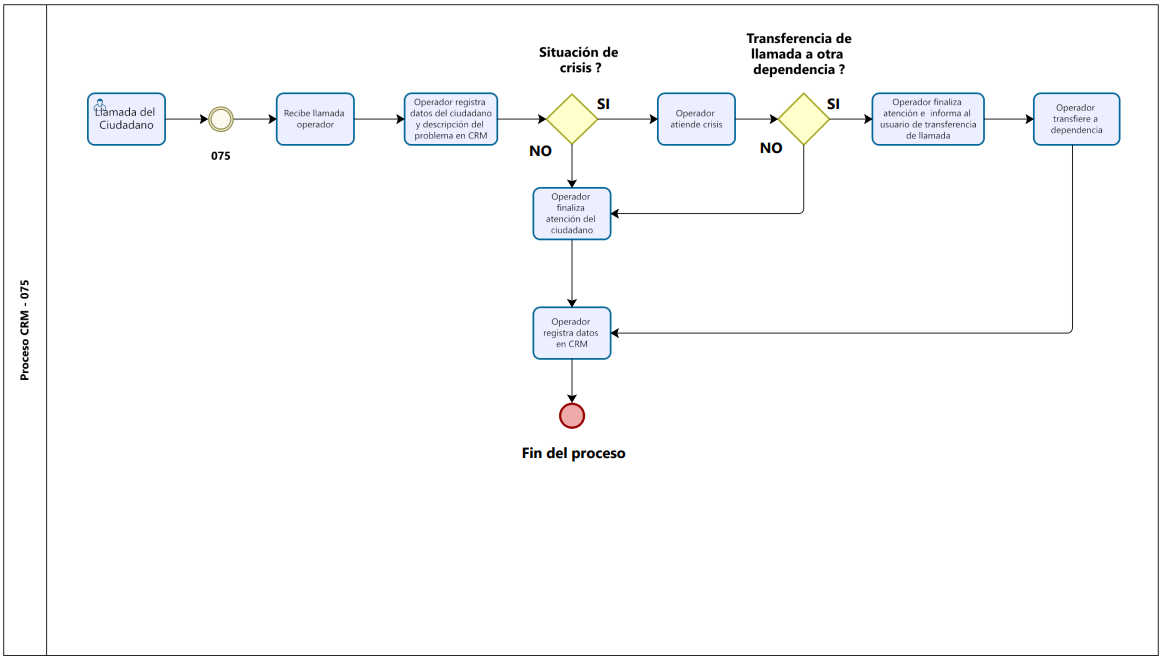 Proceso CRM - 075
Llamada del
Ciudadano
075
Recibe llamada
operador
Operador registra
datos del ciudadano
y descripción del
problema en CRM
Situación de
crisis ?
SI
NO
Operador
atiende crisis
Transferencia de
llamada a otra
dependencia ?
SI
NO
Operador finaliza
atención e informa al
usuario de transferencia
de llamada
Operador
transfiere a
dependencia
Operador
finaliza
atención del
ciudadano
Operador
registra datos
en CRM
Fin del proceso